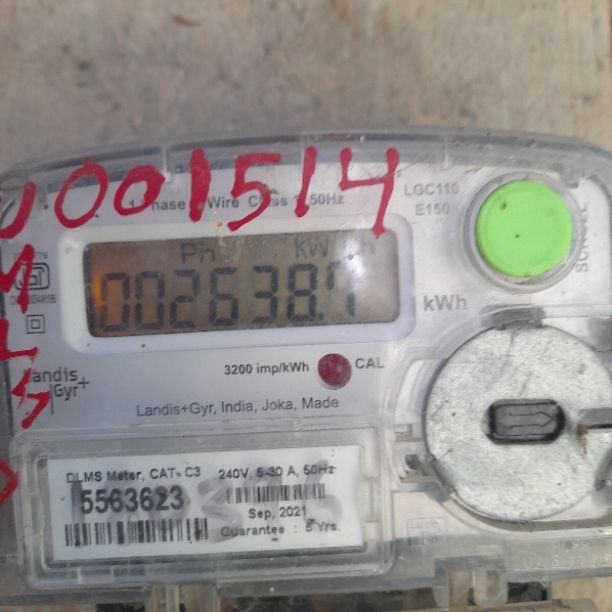 U001514
1 Phase 2 Wire Class 1, 50Hz
LGC110
E150
M
Ph kW h
002638.7
kWh
L
3200 imp/kWh CAL
Landis
Gyr+
Landis+Gyr, India, Joka, Made
DLMS Meter, CAT- C3 240V, 5-30 A, 50Hz
5563623
Sep, 2021
Guarantee : 5 Yrs.